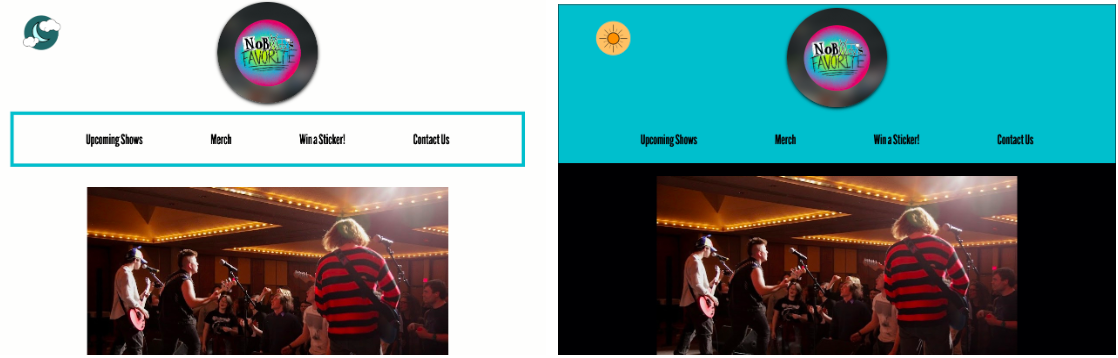 NoBody's
FAVORITE
Upcoming Shows
Merch
Win a Sticker!
Contact Us
NoBody's
FAVORITE
Upcoming Shows
Merch
Win a Sticker!
Contact Us